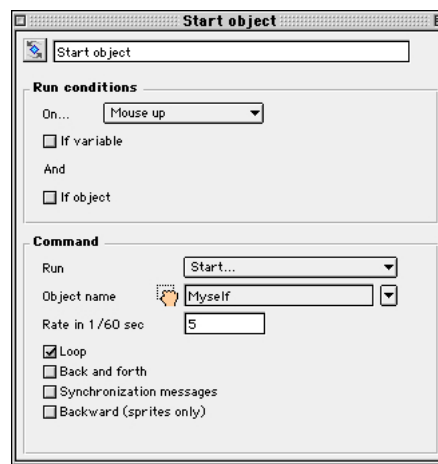 Start object
Start object
Run conditions
On... Mouse up
If variable
And
If object
Command
Run Start...
Object name Myself
Rate in 1/60 sec 5
Loop
Back and forth
Synchronization messages
Backward (sprites only)